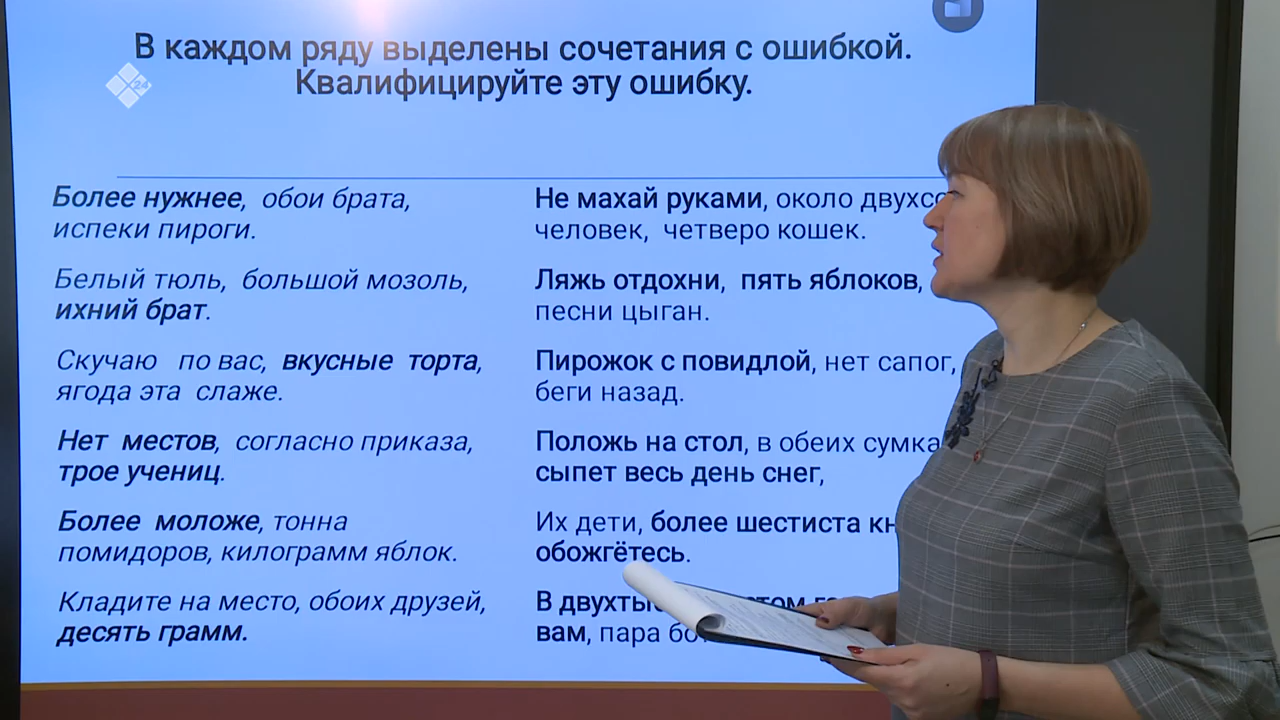 В каждом ряду выделены сочетания с ошибкой.
Квалифицируйте эту ошибку.
24
Более нужнее, обои брата,
испеки пироги.
Белый тюль, большой мозоль,
ихний брат.
Скучаю по вас, вкусные торта,
ягода эта слаже.
Нет местов, согласно приказа,
трое учениц.
Более моложе, тонна
помидоров, килограмм яблок.
Кладите на место, обоих друзей,
десять грамм.
Не махай руками, около
человек, четверо кошек.
Ляжь отдохни, пять яблоков,
песни цыган.
Пирожок с повидлой, нет сапог,
беги назад.
Положь на стол, в обеих
сыпет весь день снег,
Их дети, более шестиста
обожгётесь.
В
вам, пара